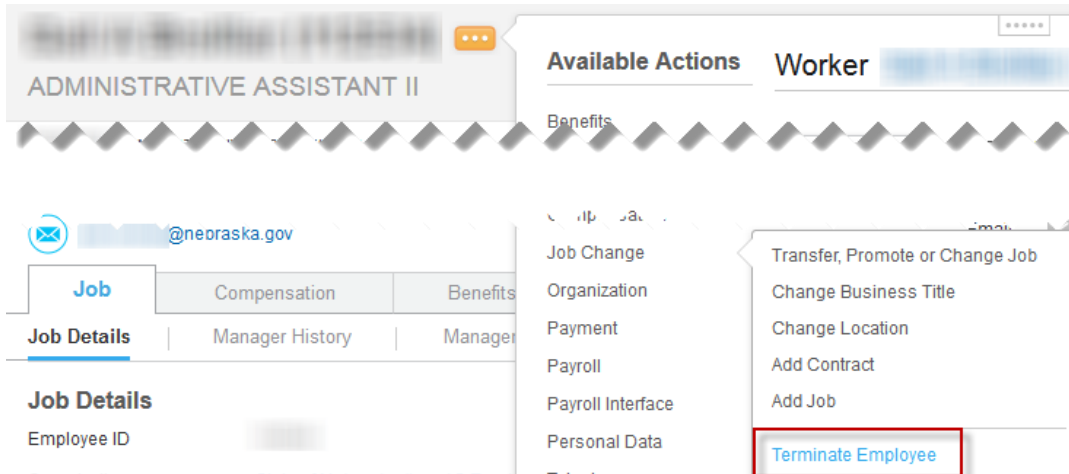 Available Actions
Worker
ADMINISTRATIVE ASSISTANT II
Benefits
@nebraska.gov
Job
Compensation
Benefits
Job Details
Manager History
Manager
Job Details
Employee ID
Job Change
Organization
Payment
Payroll
Payroll Interface
Personal Data
Transfer, Promote or Change Job
Change Business Title
Change Location
Add Contract
Add Job
Terminate Employee